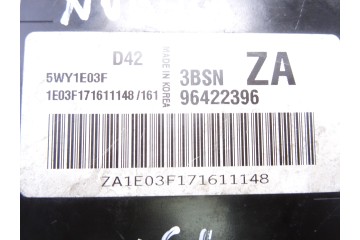 D42
5WY1E03F
1E03F171611148 /161
MADE IN KOREA
3BSN ZA
96422396
ZA1E03F171611148